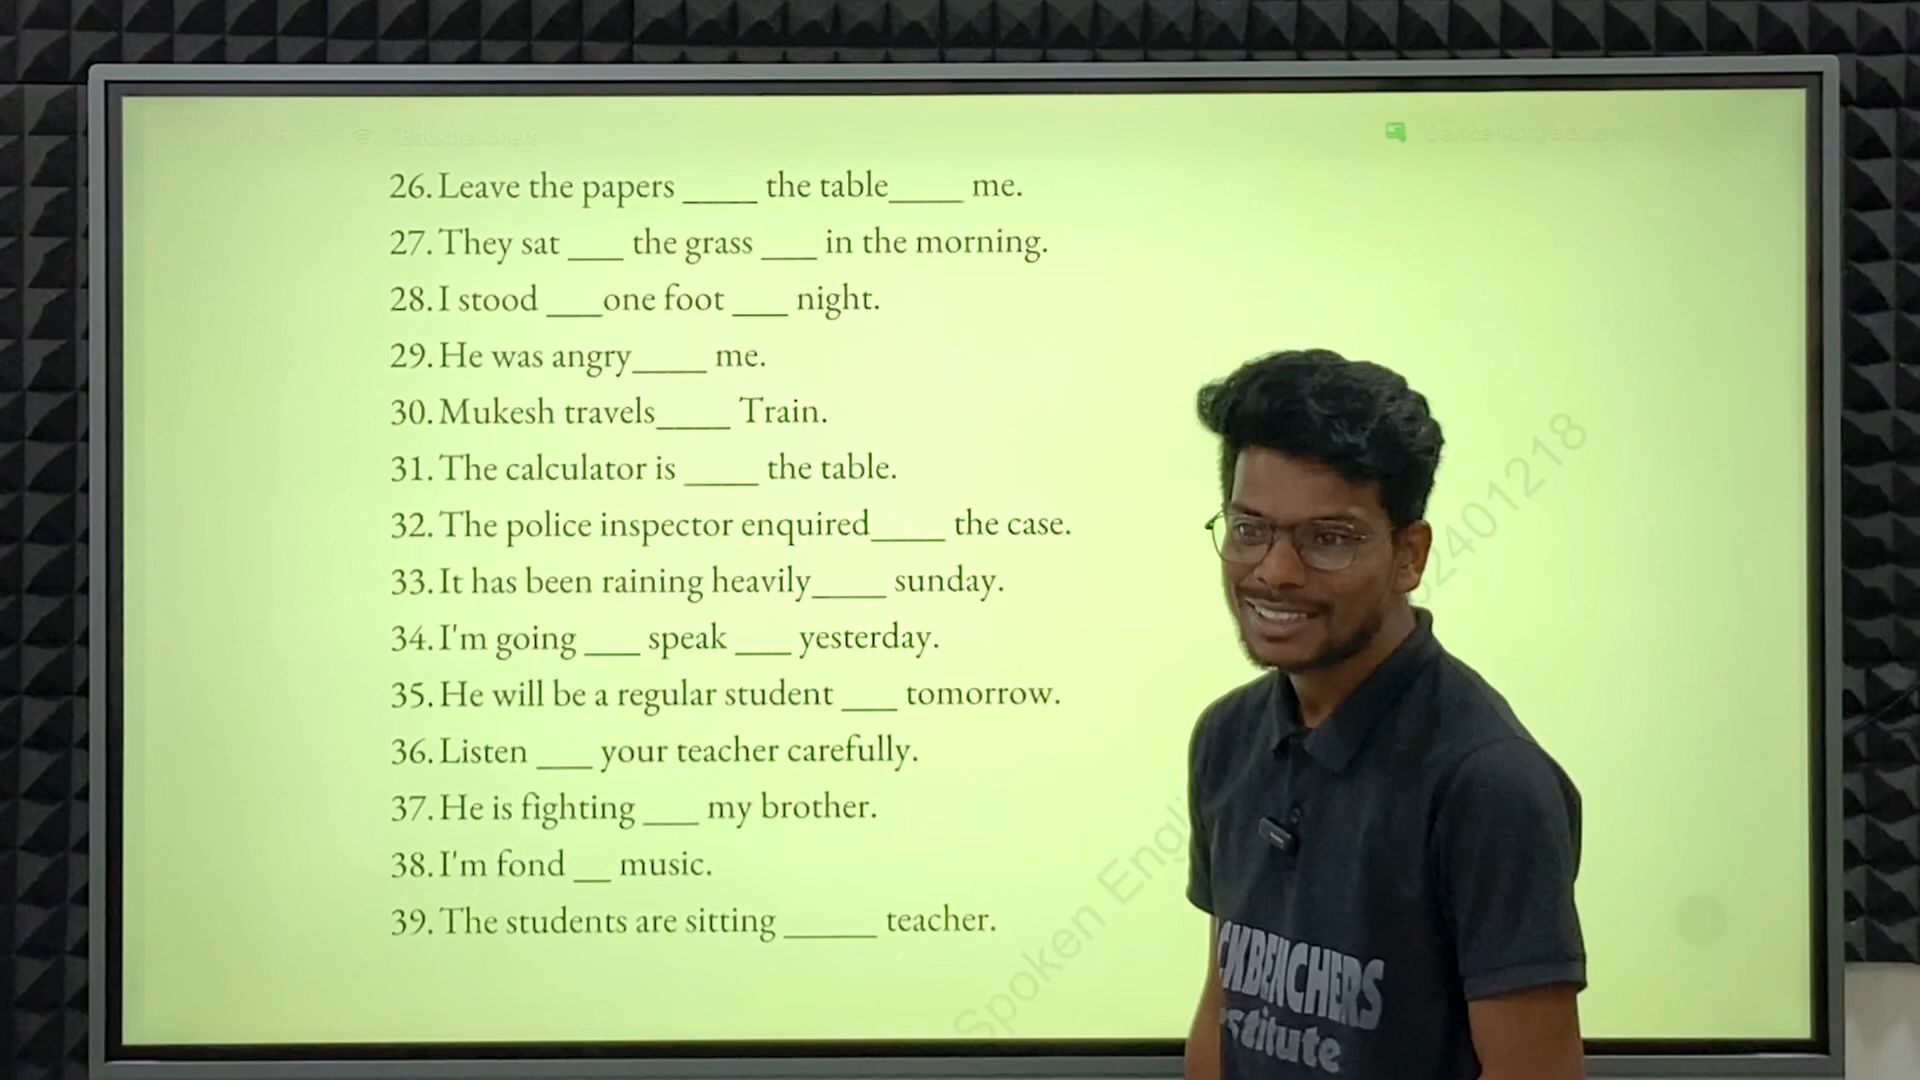 Backbenchers
26. Leave the papers ____ the table____ me.
27. They sat ___ the grass ___ in the morning.
28. I stood ___one foot ___ night.
29. He was angry____ me.
30. Mukesh travels____ Train.
31. The calculator is ____ the table.
32. The police inspector enquired____ the case.
33. It has been raining heavily____ sunday.
34. I'm going ___ speak ___ yesterday.
35. He will be a regular student ___ tomorrow.
36. Listen ___ your teacher carefully.
37. He is fighting ___ my brother.
38. I'm fond __ music.
39. The students are sitting _____ teacher.
Spoken Engli
2401218
CKBENCHERS
stitute